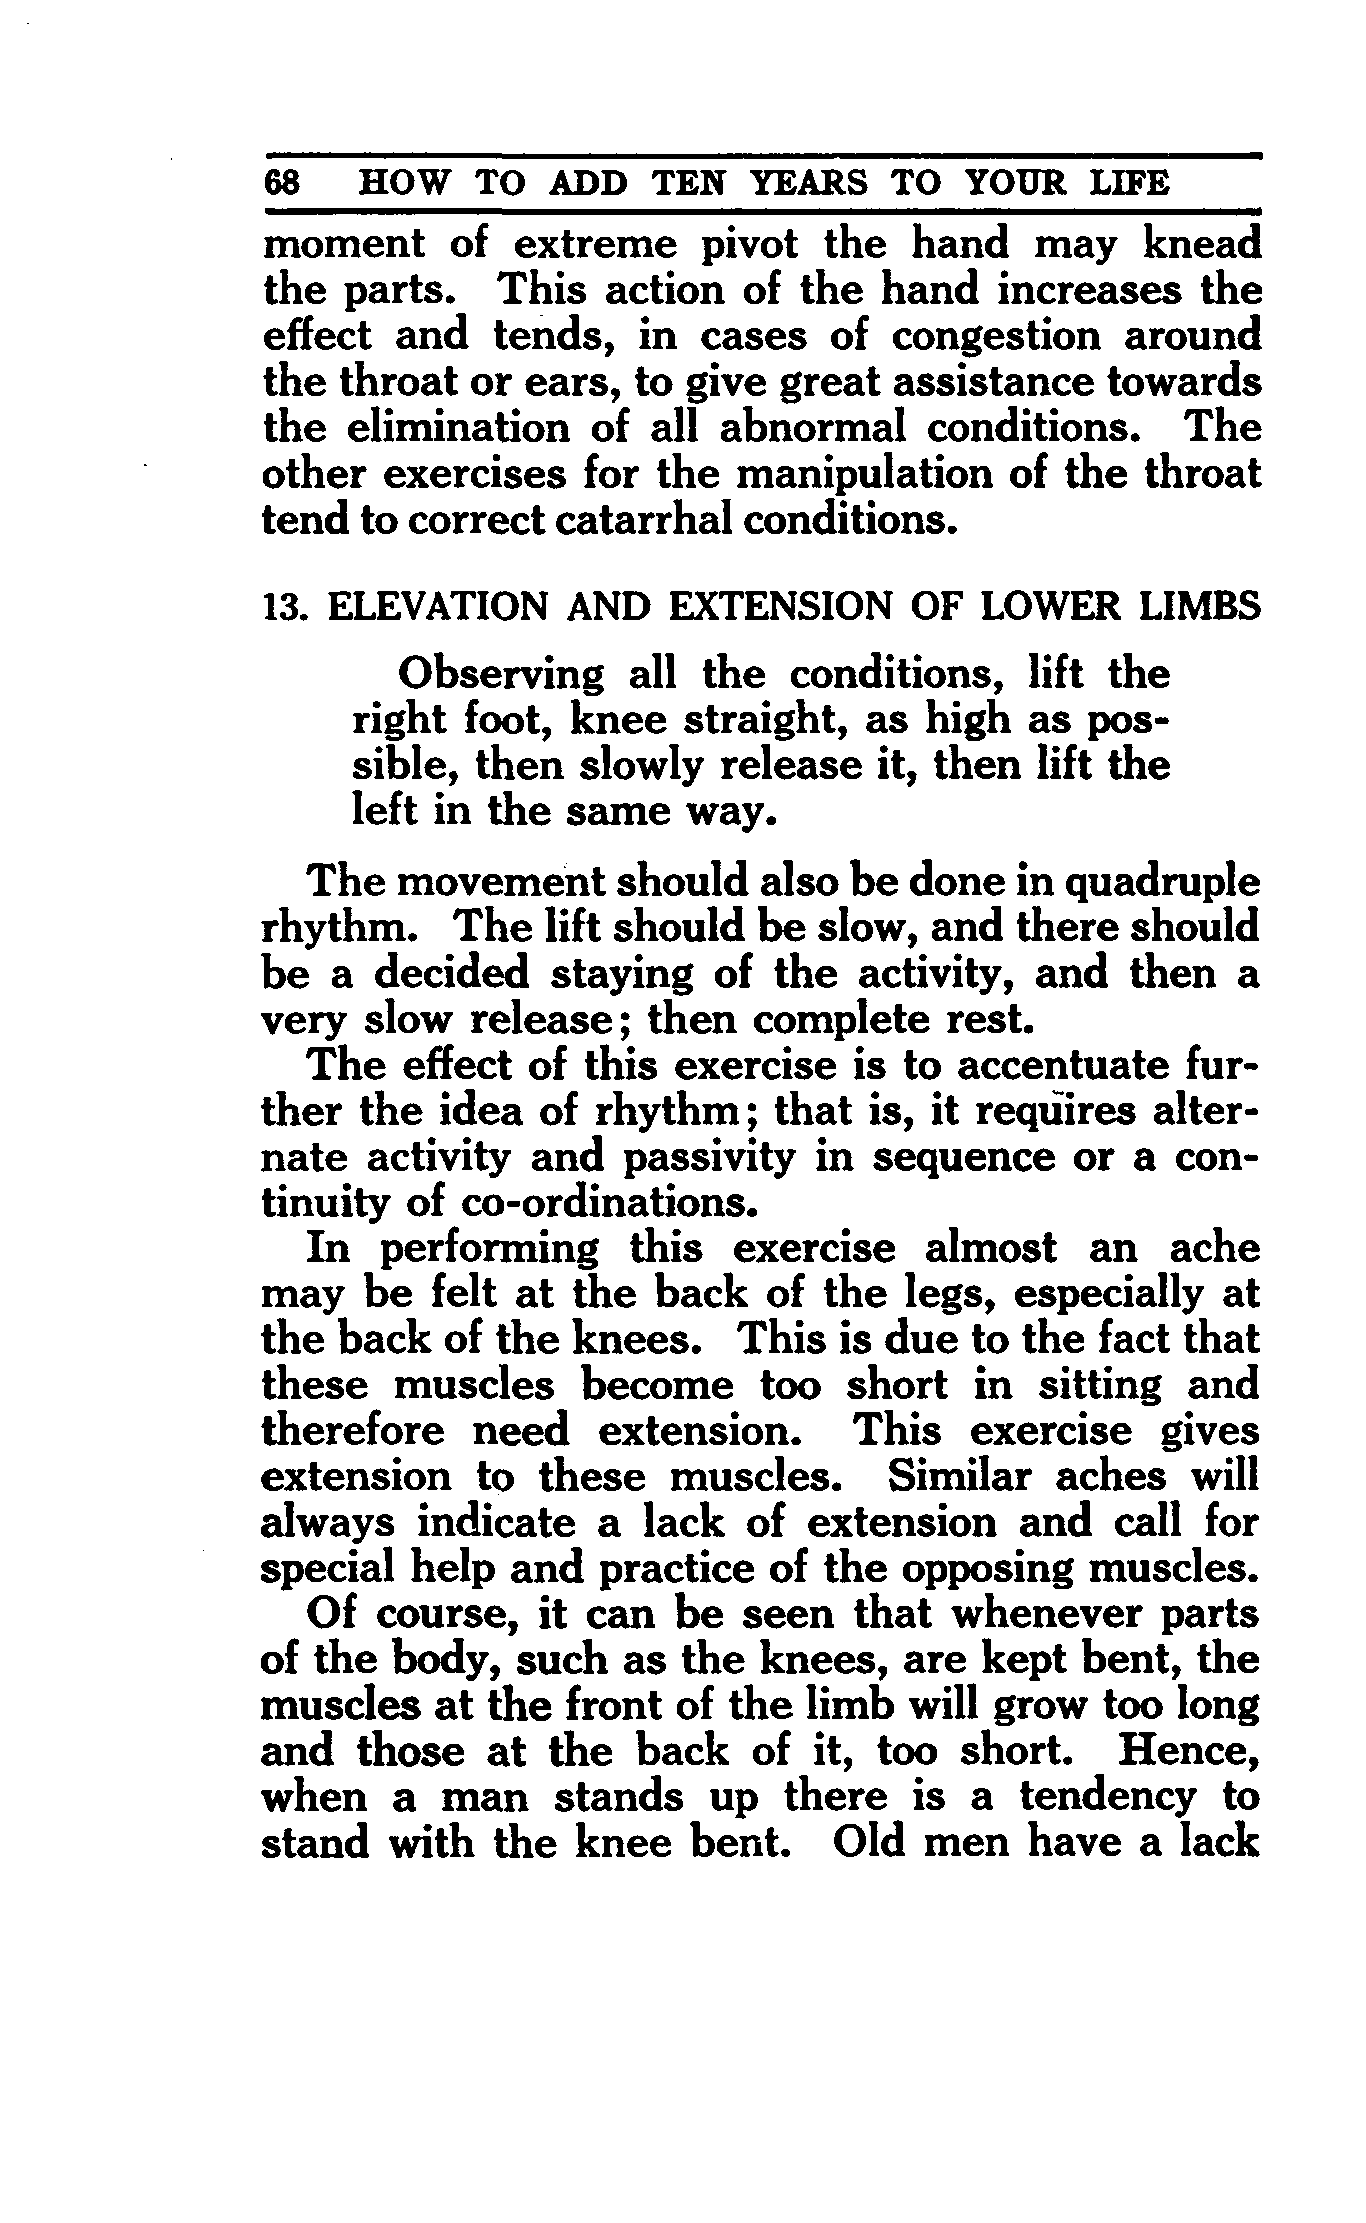 68 HOW TO ADD TEN YEARS TO YOUR LIFE
moment of extreme pivot the hand may knead
the parts. This action of the hand increases the
effect and tends, in cases of congestion around
the throat or ears, to give great assistance towards
the elimination of all abnormal conditions. The
other exercises for the manipulation of the throat
tend to correct catarrhal conditions.
13. ELEVATION AND EXTENSION OF LOWER LIMBS
Observing all the conditions, lift the
right foot, knee straight, as high as pos-
sible, then slowly release it, then lift the
left in the same way.
The movement should also be done in quadruple
rhythm. The lift should be slow, and there should
be a decided staying of the activity, and then a
very slow release; then complete rest.
The effect of this exercise is to accentuate fur-
ther the idea of rhythm; that is, it requires alter-
nate activity and passivity in sequence or a con-
tinuity of co-ordinations.
In performing this exercise almost an ache
may be felt at the back of the legs, especially at
the back of the knees. This is due to the fact that
these muscles become too short in sitting and
therefore need extension. This exercise gives
extension to these muscles. Similar aches will
always indicate a lack of extension and call for
special help and practice of the opposing muscles.
Of course, it can be seen that whenever parts
of the body, such as the knees, are kept bent, the
muscles at the front of the limb will grow too long
and those at the back of it, too short. Hence,
when a man stands up there is a tendency to
stand with the knee bent. Old men have a lack